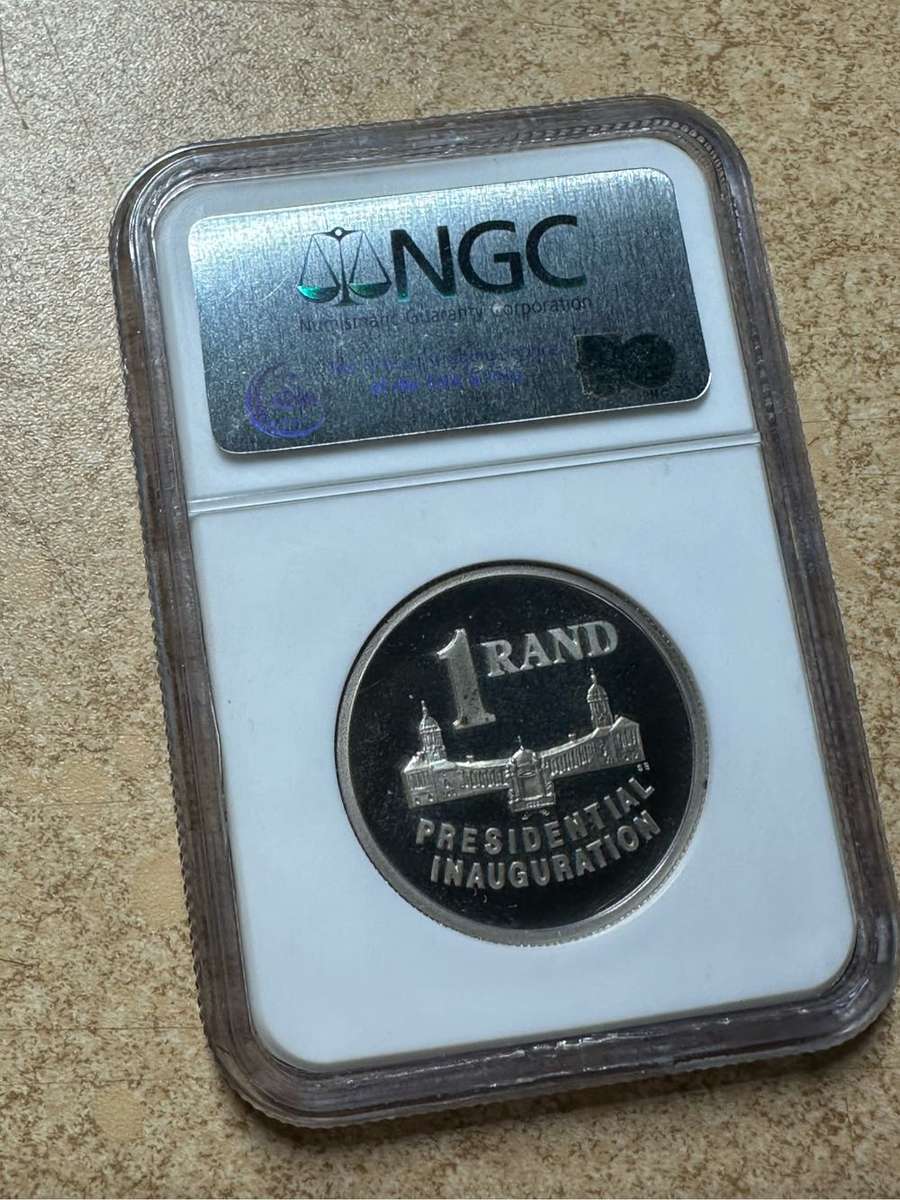 NGC
Numismatic Guaranty Corporation
1 RAND
PRESIDENTIAL
INAUGURATION